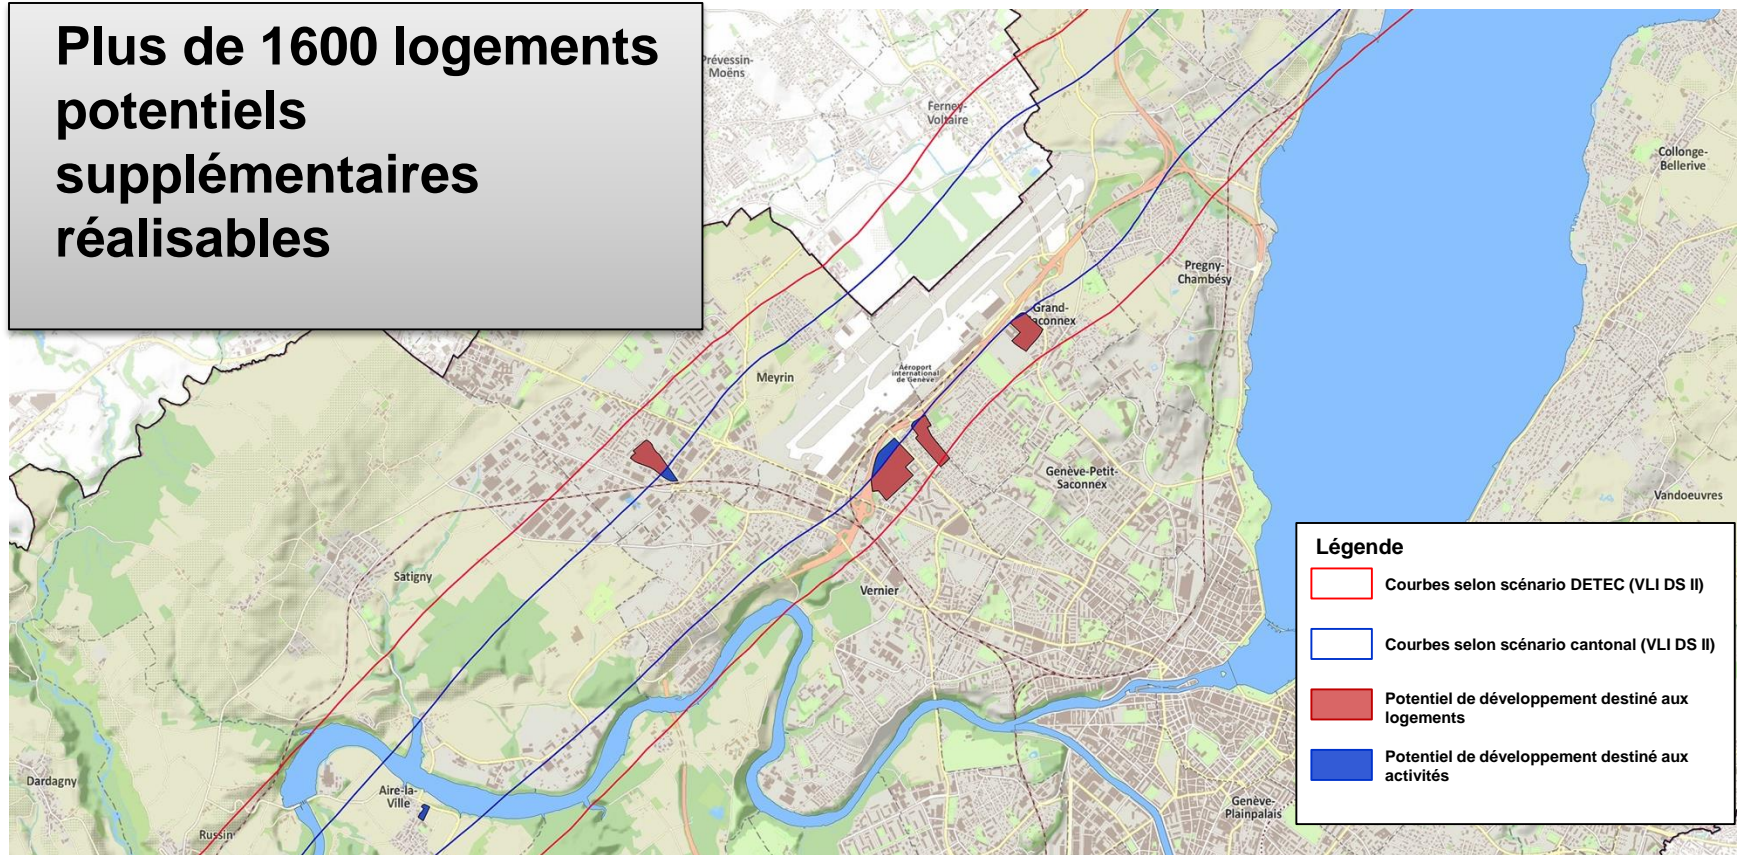 Plus de 1600 logements
potentiels
supplémentaires
réalisables
Prévessin-
Moëns
Ferney-
Voltaire
Collonge-
Bellerive
Pregny-
Chambésy
Grand-
Saconnex
Aéroport
international
de Genève
Meyrin
Genève-Petit-
Saconnex
Vandoeuvres
Satigny
Vernier
Dardagny
Aire-la-
Ville
Russin
Genève-
Plainpalais
Légende
Courbes selon scénario DETEC (VLI DS II)
Courbes selon scénario cantonal (VLI DS II)
Potentiel de développement destiné aux
logements
Potentiel de développement destiné aux
activités